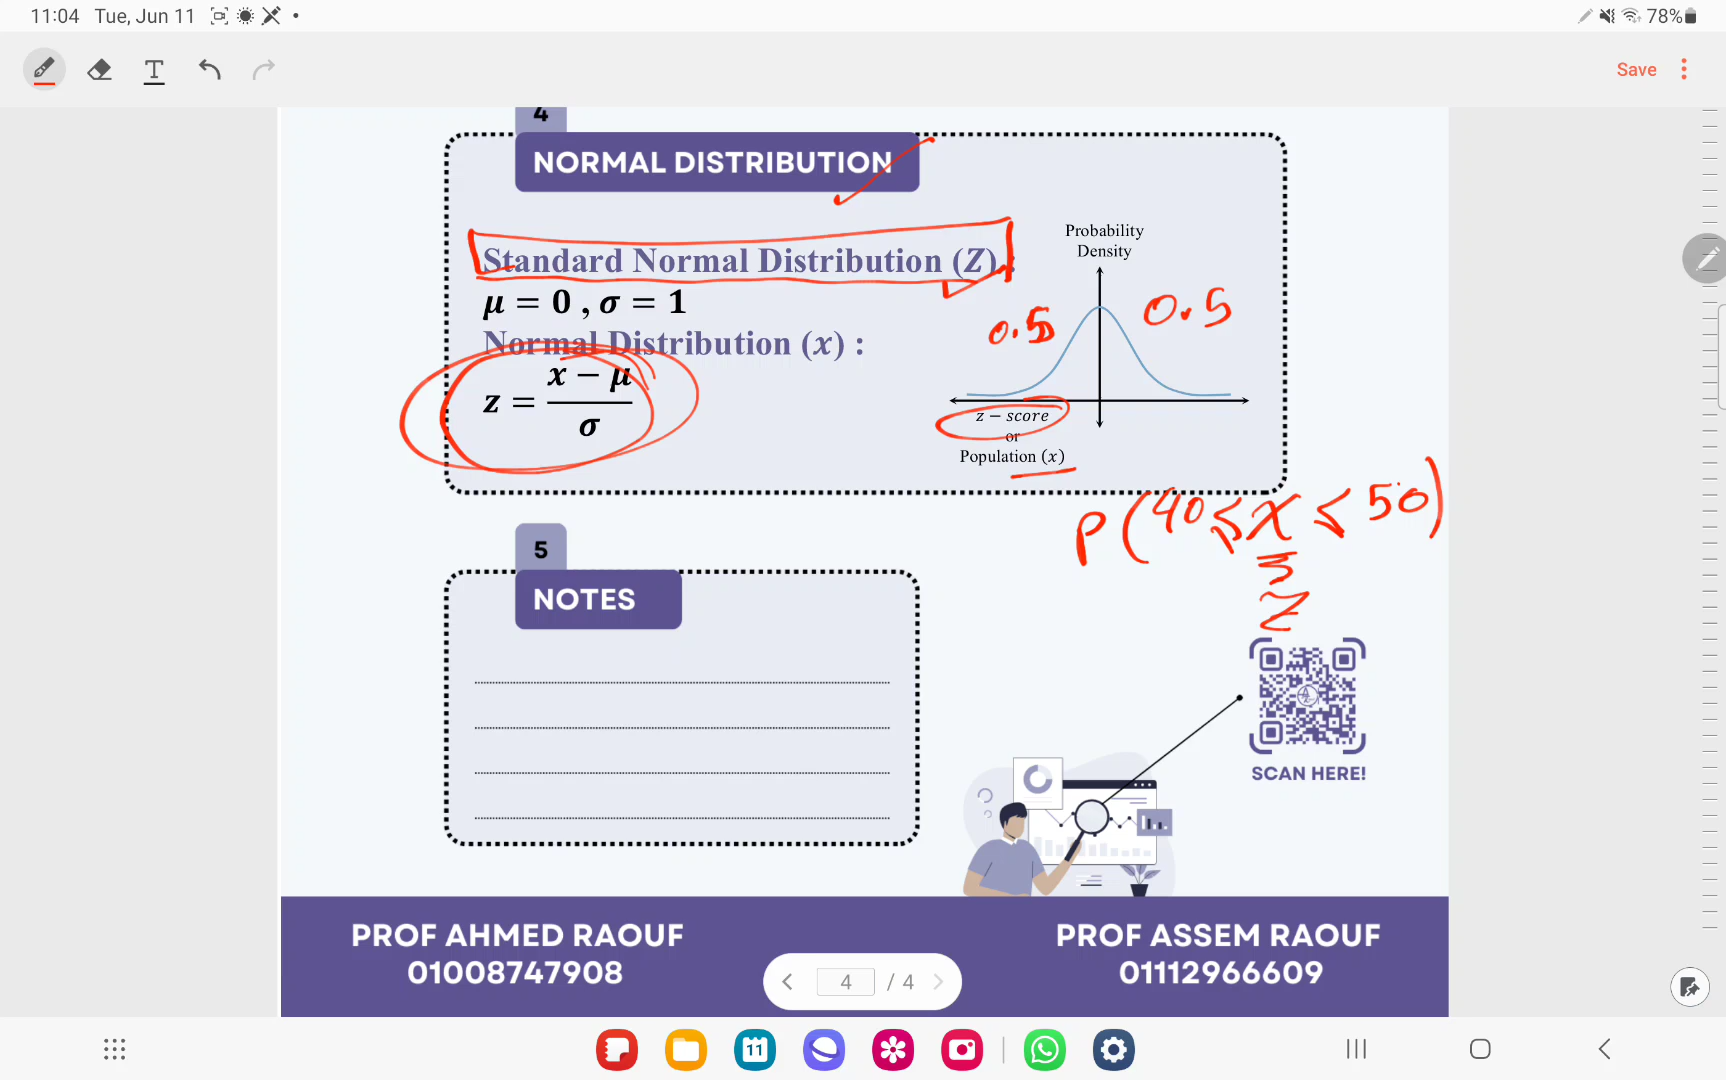 11:04 Tue, Jun 11 78%
Save
4
NORMAL DISTRIBUTION
Standard Normal Distribution (Z) :
μ = 0 , σ = 1
Normal Distribution (x) :
z = (x − μ) / σ
Probability
Density
0.5 0.5
z − score
or
Population (x)
P(40 ≤ x ≤ 50)
Z
5
NOTES
SCAN HERE!
PROF AHMED RAOUF
01008747908
PROF ASSEM RAOUF
01112966609
4 / 4
11